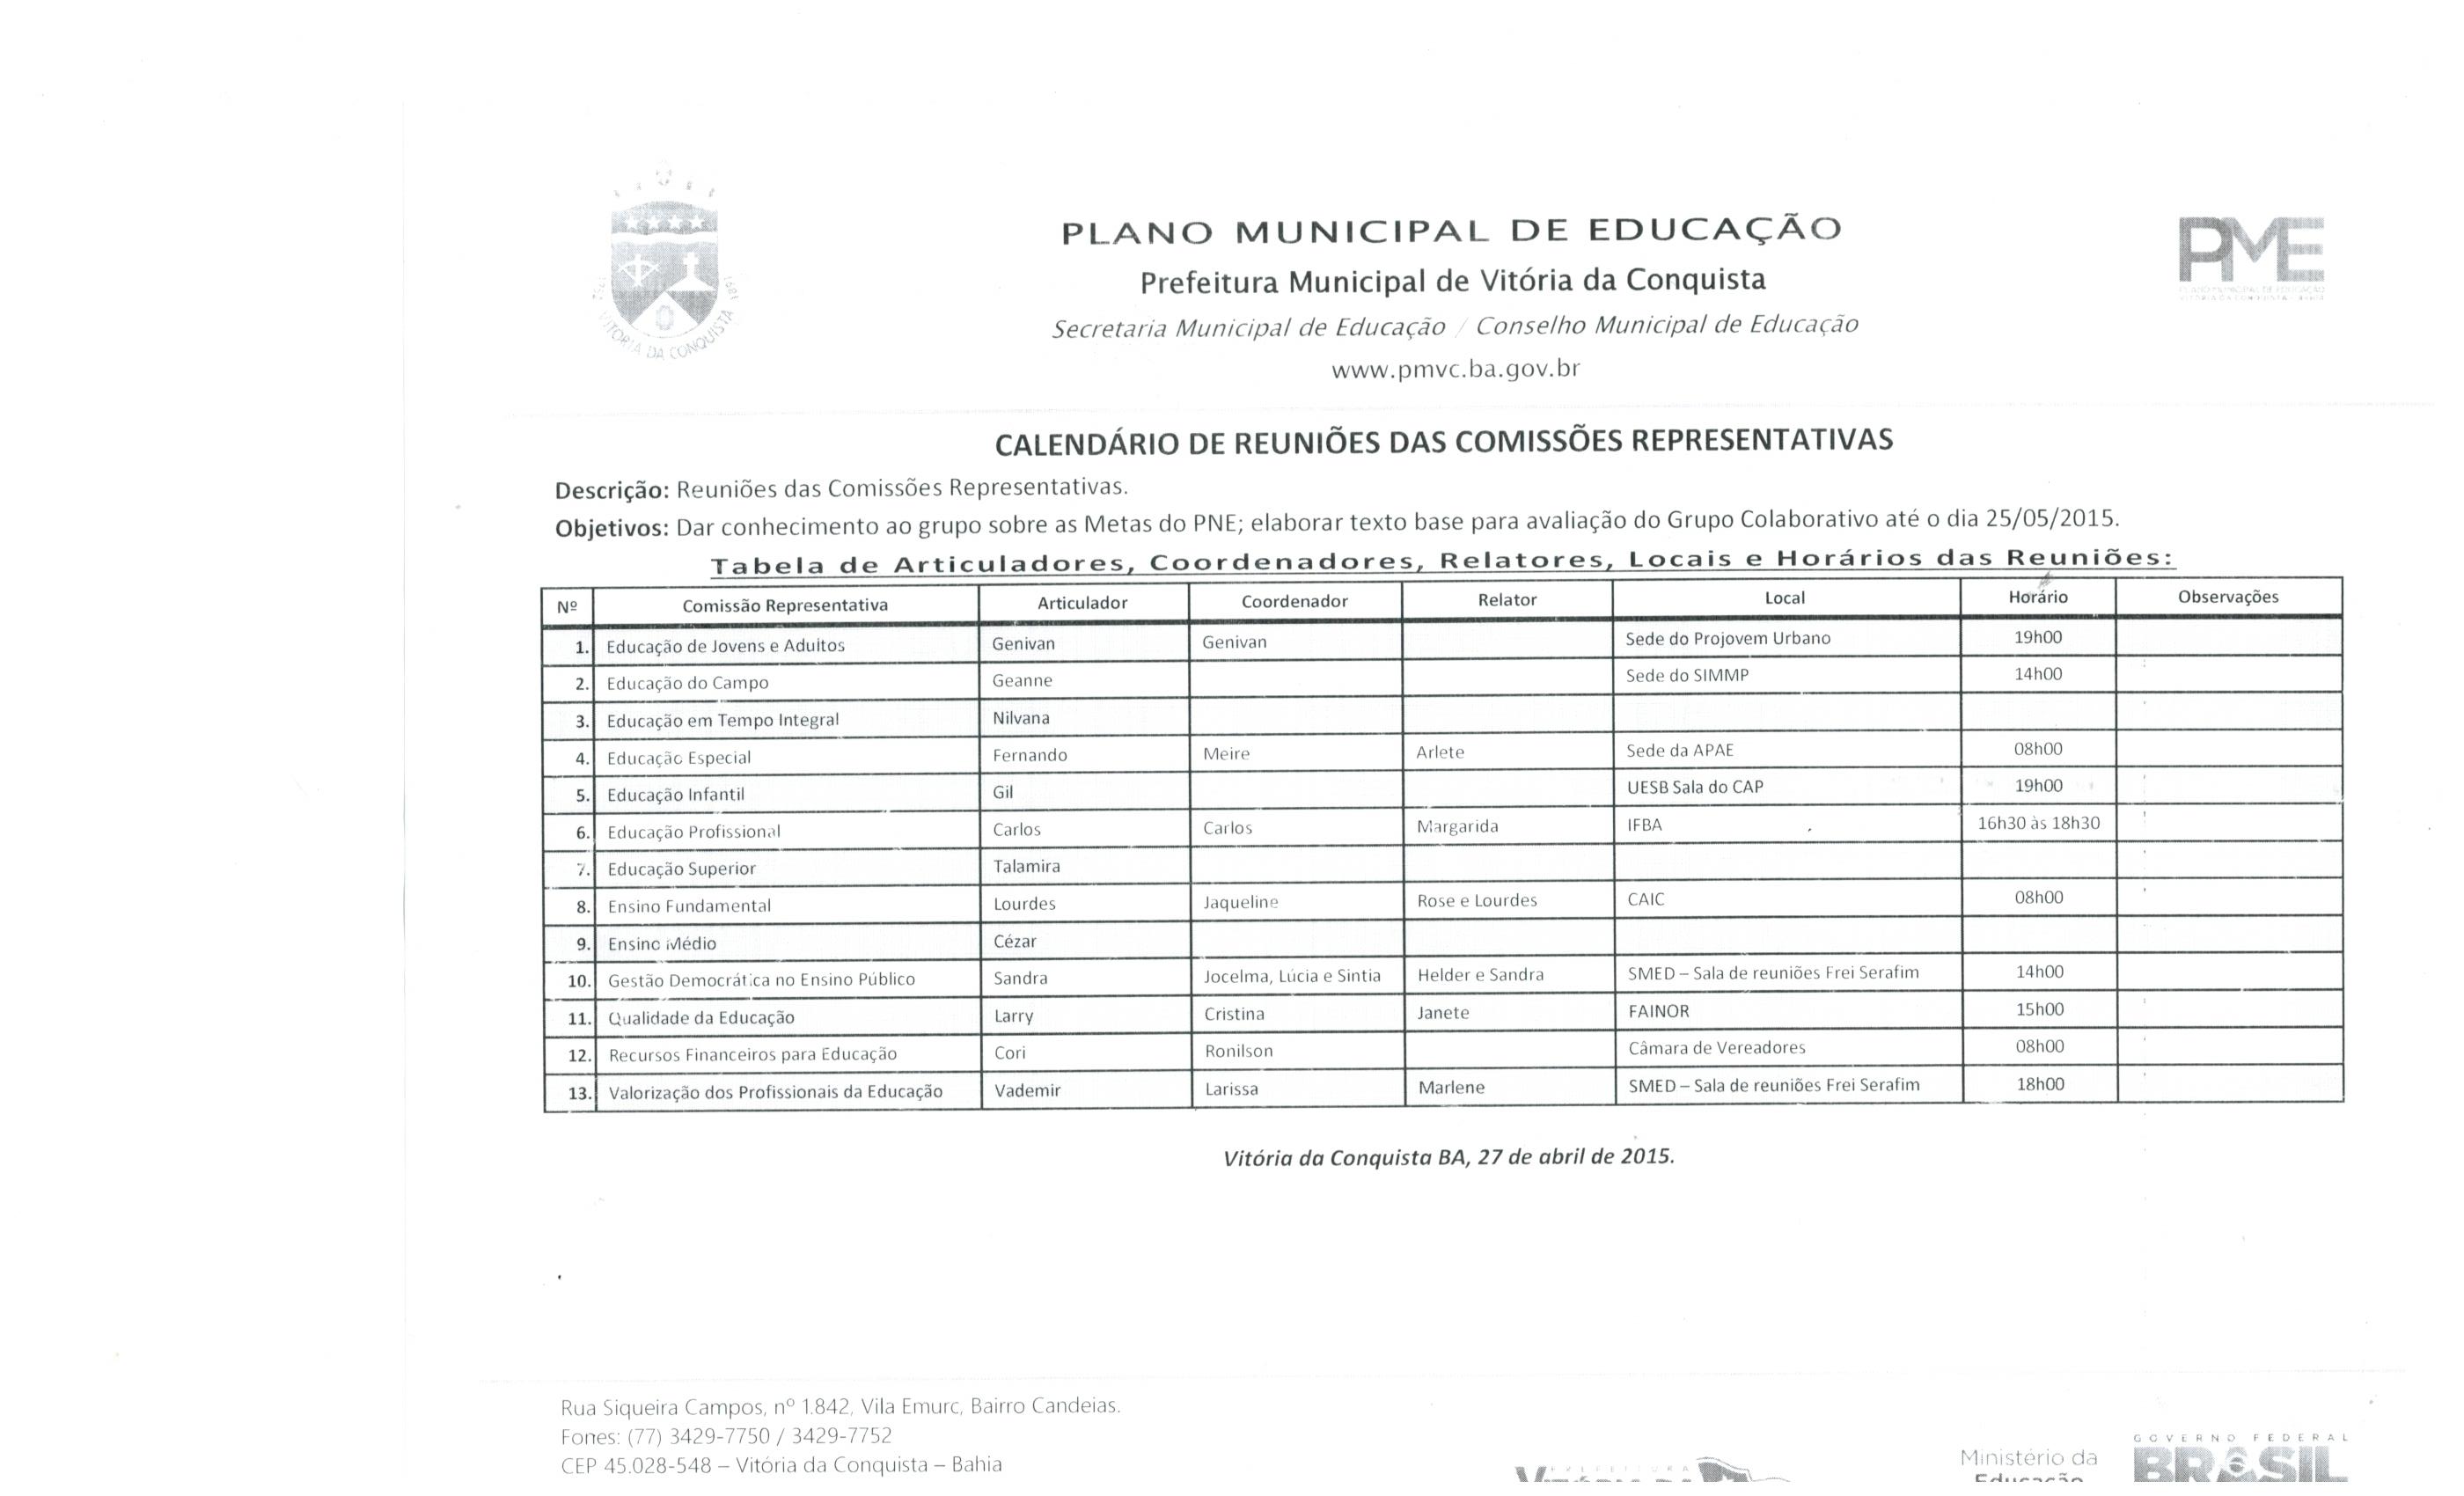 PLANO MUNICIPAL DE EDUCAÇÃO
PME
Prefeitura Municipal de Vitória da Conquista
Secretaria Municipal de Educação / Conselho Municipal de Educação
www.pmvc.ba.gov.br
VITORIA DA CONQUISTA
CALENDÁRIO DE REUNIÕES DAS COMISSÕES REPRESENTATIVAS
Descrição: Reuniões das Comissões Representativas.
Objetivos: Dar conhecimento ao grupo sobre as Metas do PNE; elaborar texto base para avaliação do Grupo Colaborativo até o dia 25/05/2015.
Tabela de Articuladores, Coordenadores, Relatores, Locais e Horários das Reuniões:
Nº Comissão Representativa Articulador Coordenador Relator Local Horário Observações
1. Educação de Jovens e Adultos Genivan Genivan Sede do Projovem Urbano 19h00
2. Educação do Campo Geanne Sede do SIMMP 14h00
3. Educação em Tempo Integral Nilvana
4. Educação Especial Fernando Meire Arlete Sede da APAE 08h00
5. Educação Infantil Gil UESB Sala do CAP 19h00
6. Educação Profissional Carlos Carlos Margarida IFBA 16h30 às 18h30
7. Educação Superior Talamira
8. Ensino Fundamental Lourdes Jaqueline Rose e Lourdes CAIC 08h00
9. Ensino Médio Cézar
10. Gestão Democrática no Ensino Público Sandra Jocelma, Lúcia e Sintia Helder e Sandra SMED – Sala de reuniões Frei Serafim 14h00
11. Qualidade da Educação Larry Cristina Janete FAINOR 15h00
12. Recursos Financeiros para Educação Cori Ronilson Câmara de Vereadores 08h00
13. Valorização dos Profissionais da Educação Vademir Larissa Marlene SMED – Sala de reuniões Frei Serafim 18h00
Vitória da Conquista BA, 27 de abril de 2015.
Rua Siqueira Campos, nº 1.842, Vila Emurc, Bairro Candeias.
Fones: (77) 3429-7750 / 3429-7752
CEP 45.028-548 – Vitória da Conquista – Bahia
Ministério da
Educação
GOVERNO FEDERAL
BRASIL